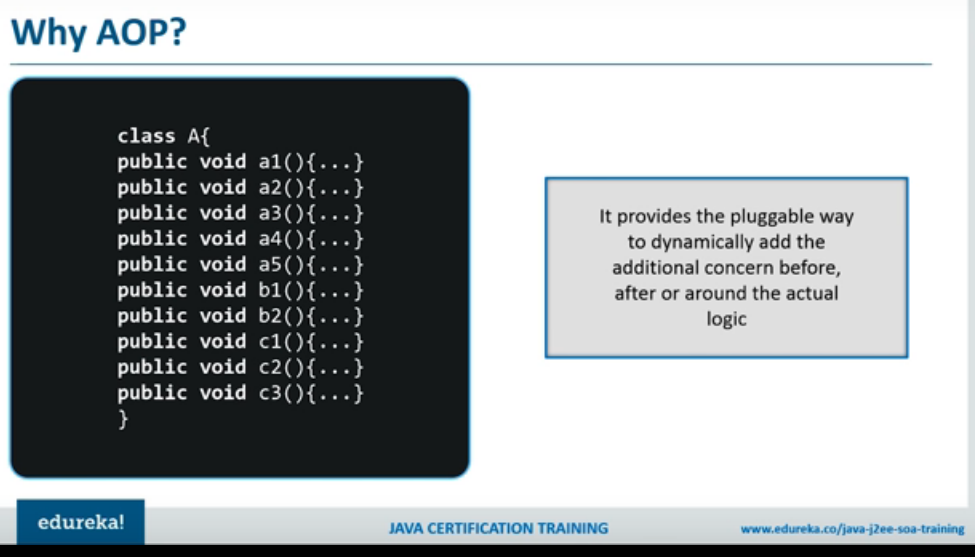 Why AOP?
class A{
public void a1(){...}
public void a2(){...}
public void a3(){...}
public void a4(){...}
public void a5(){...}
public void b1(){...}
public void b2(){...}
public void c1(){...}
public void c2(){...}
public void c3(){...}
}
It provides the pluggable way
to dynamically add the
additional concern before,
after or around the actual
logic
edureka!
JAVA CERTIFICATION TRAINING
www.edureka.co/java-j2ee-soa-training